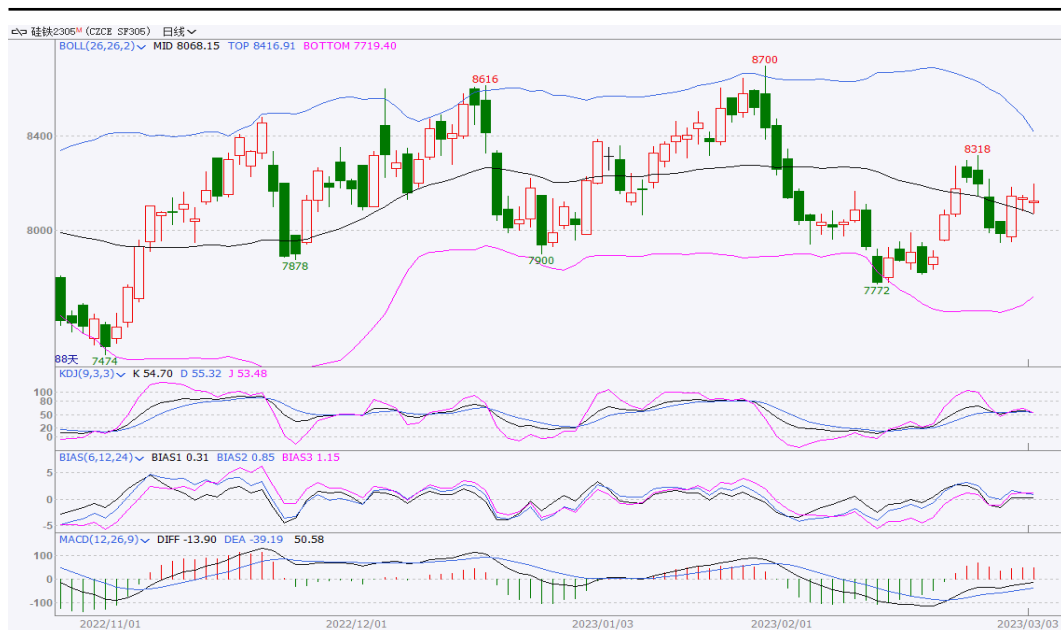 硅铁2305ᴹ (CZCE SF305) 日线
BOLL(26,26,2) MID 8068.15 TOP 8416.91 BOTTOM 7719.40
8700
8616
8400
8318
8000
7878
7900
7772
88天 7474
KDJ(9,3,3) K 54.70 D 55.32 J 53.48
100
80
50
20
0
BIAS(6,12,24) BIAS1 0.31 BIAS2 0.85 BIAS3 1.15
5
0
-5
MACD(12,26,9) DIFF -13.90 DEA -39.19 50.58
100
0
-100
2022/11/01 2022/12/01 2023/01/03 2023/02/01 2023/03/03